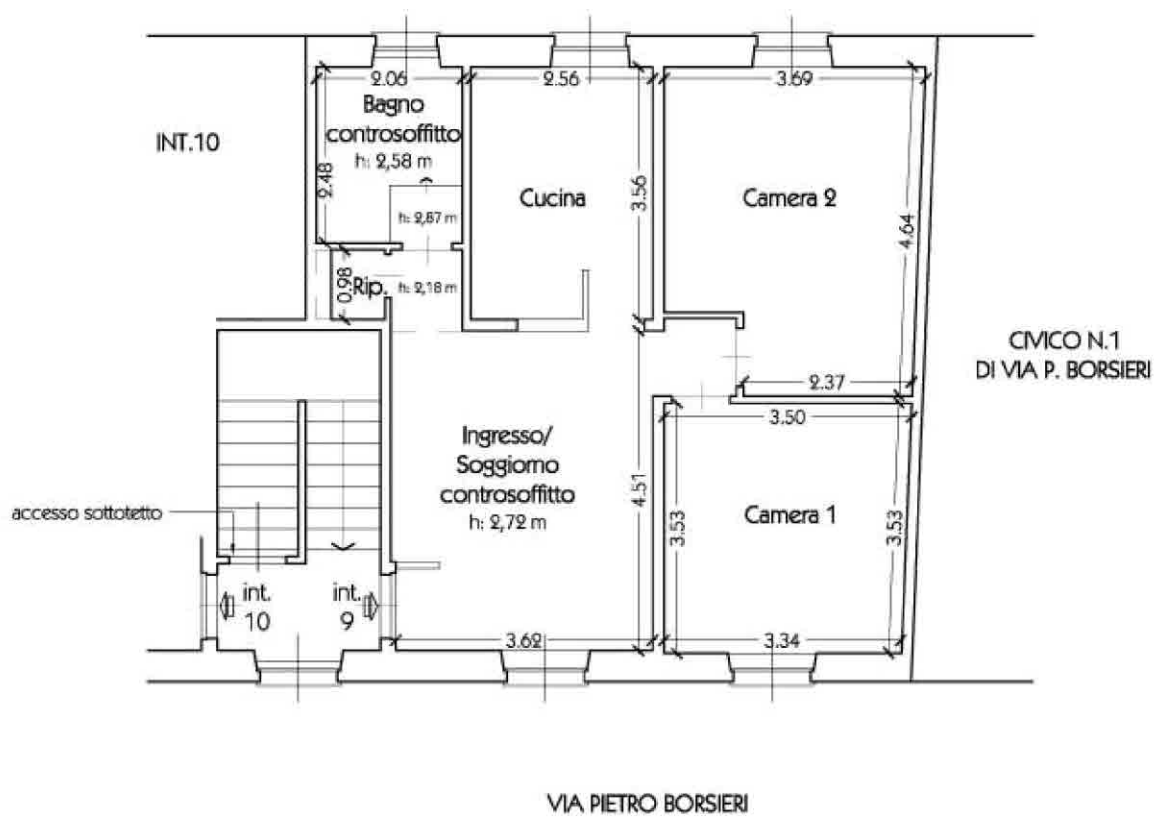 2.06
2.56
3.69
INT.10
Bagno
controsoffitto
h: 2,58 m
2.48
Cucina
3.56
Camera 2
4.64
h: 2,87 m
0.98
Rip.
h: 2,18 m
CIVICO N.1
DI VIA P. BORSIERI
2.37
3.50
Ingresso/
Soggiorno
controsoffitto
h: 2,72 m
4.51
3.53
Camera 1
3.53
accesso sottotetto
int.
10
int.
9
3.62
3.34
VIA PIETRO BORSIERI